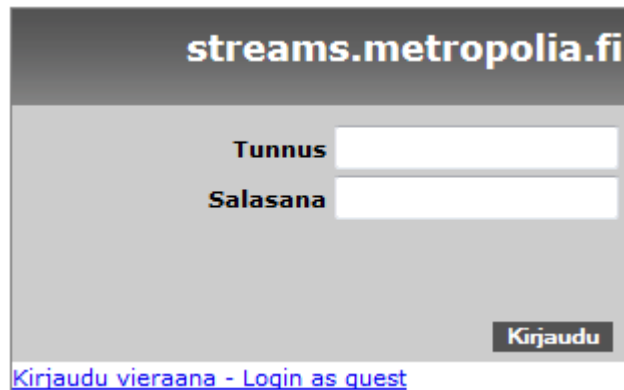 streams.metropolia.fi
Tunnus
Salasana
Kirjaudu
Kirjaudu vieraana - Login as guest